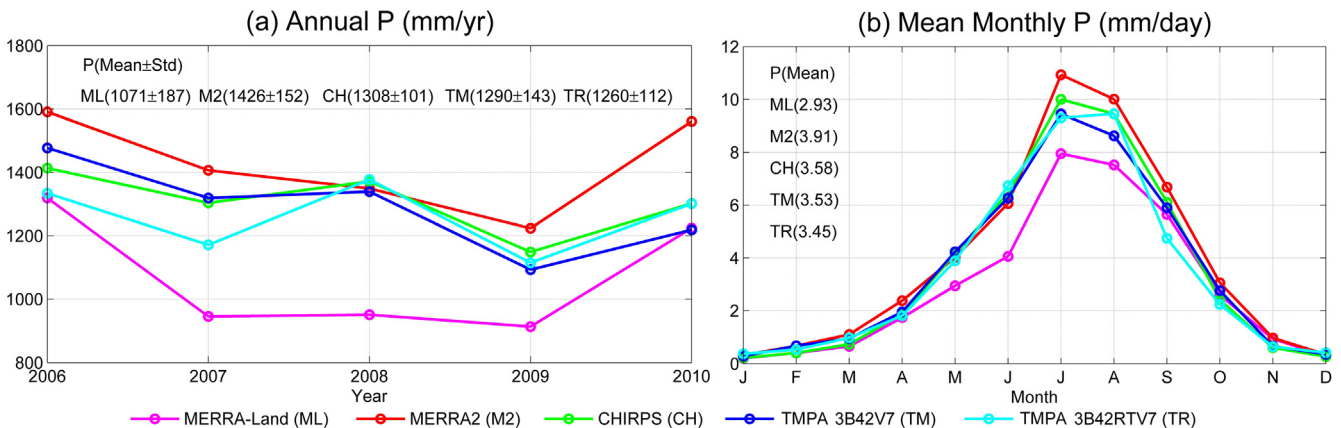 (a) Annual P (mm/yr)
1800
1600
1400
1200
1000
800
P(Mean±Std)
ML(1071±187) M2(1426±152) CH(1308±101) TM(1290±143) TR(1260±112)
2006 2007 2008 2009 2010
Year
(b) Mean Monthly P (mm/day)
12
10
8
6
4
2
0
P(Mean)
ML(2.93)
M2(3.91)
CH(3.58)
TM(3.53)
TR(3.45)
J F M A M J J A S O N D
Month
MERRA-Land (ML) MERRA2 (M2) CHIRPS (CH) TMPA 3B42V7 (TM) TMPA 3B42RTV7 (TR)